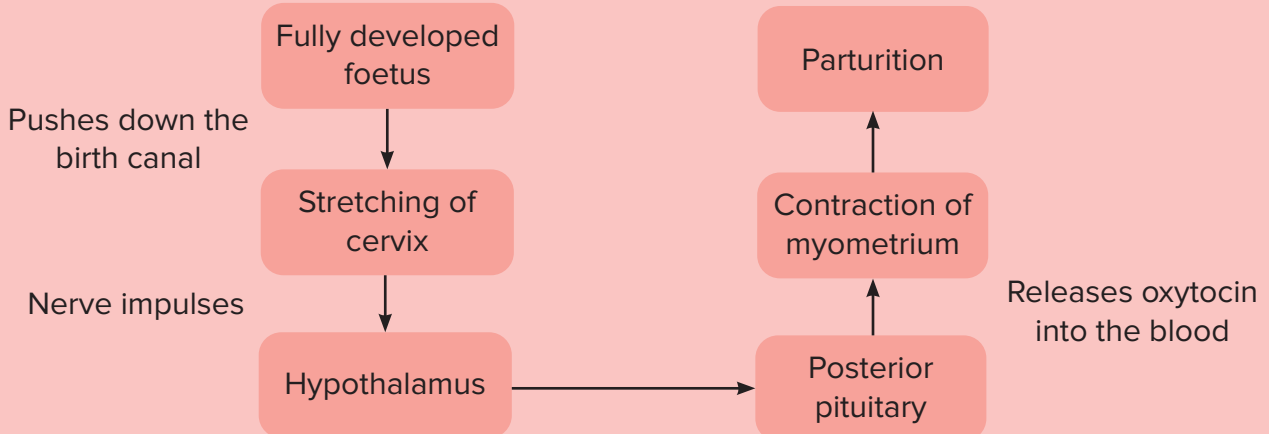 Fully developed
foetus
Pushes down the
birth canal
Stretching of
cervix
Nerve impulses
Hypothalamus
Posterior
pituitary
Releases oxytocin
into the blood
Contraction of
myometrium
Parturition